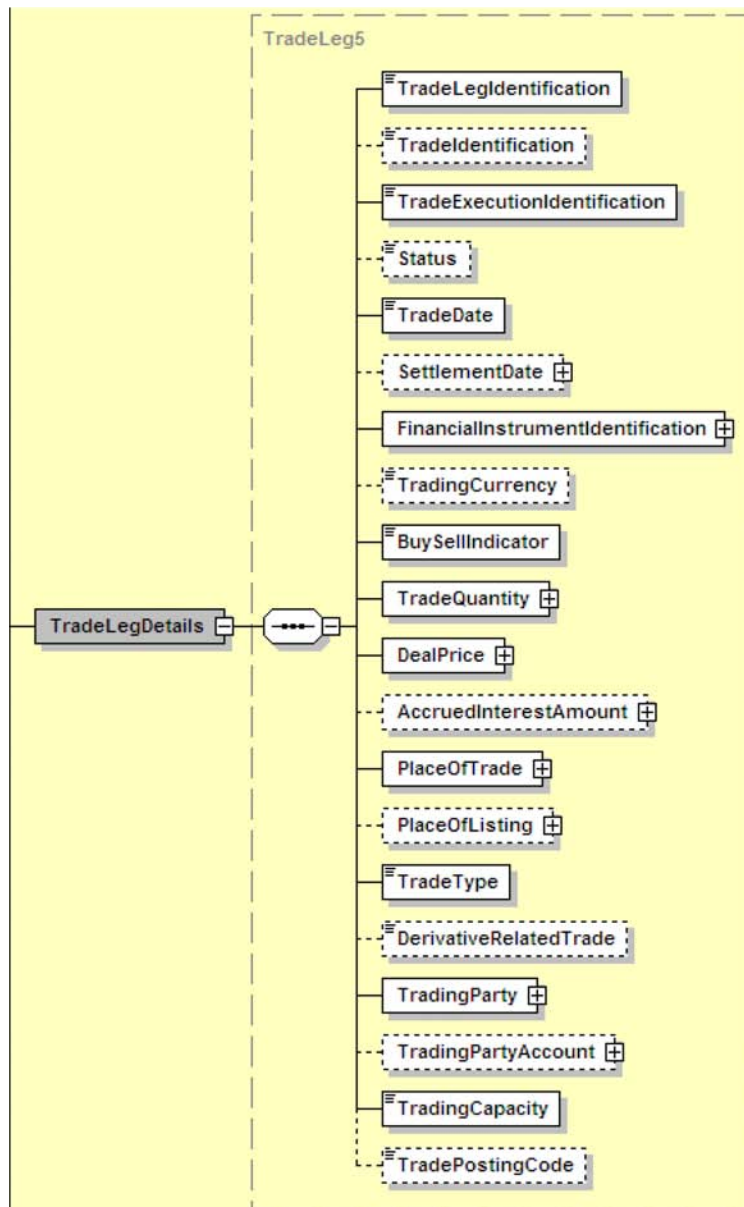 TradeLeg5
TradeLegIdentification
TradeIdentification
TradeExecutionIdentification
Status
TradeDate
SettlementDate
FinancialInstrumentIdentification
TradingCurrency
BuySellIndicator
TradeQuantity
TradeLegDetails
DealPrice
AccruedInterestAmount
PlaceOfTrade
PlaceOfListing
TradeType
DerivativeRelatedTrade
TradingParty
TradingPartyAccount
TradingCapacity
TradePostingCode